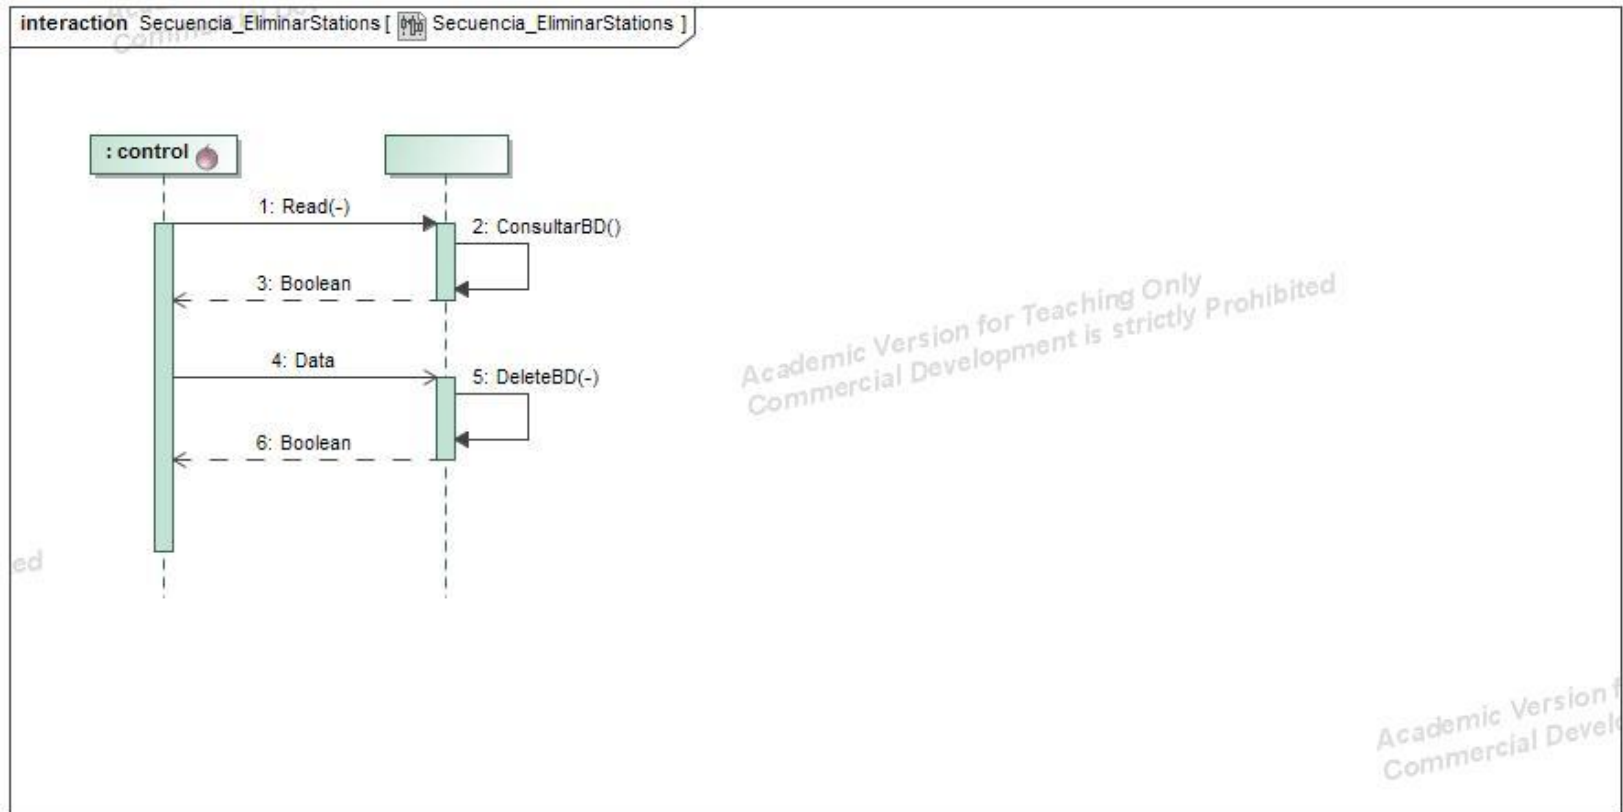 interaction Secuencia_EliminarStations [ Secuencia_EliminarStations ]
: control
1: Read(-)
2: ConsultarBD()
3: Boolean
4: Data
5: DeleteBD(-)
6: Boolean
Academic Version for Teaching Only
Commercial Development is strictly Prohibited
ed
Academic Version f
Commercial Develo